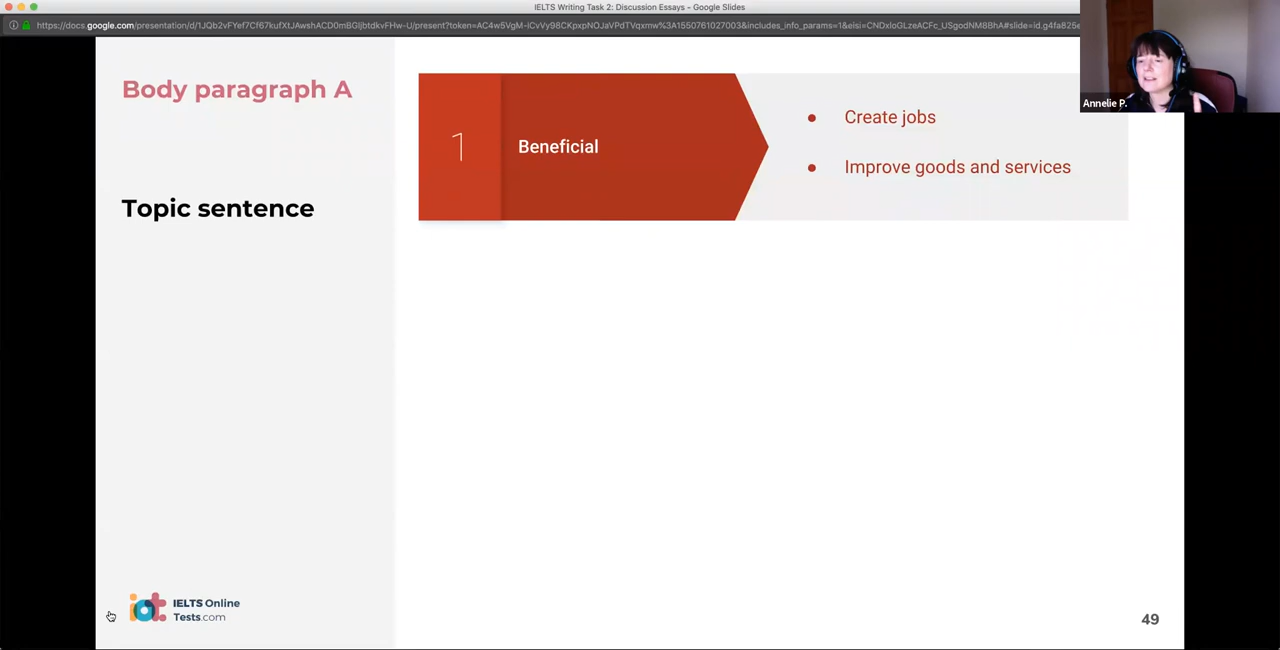 IELTS Writing Task 2: Discussion Essays - Google Slides
Annelie P.
Body paragraph A
1
Beneficial
● Create jobs
● Improve goods and services
Topic sentence
iot IELTS Online
Tests.com
49